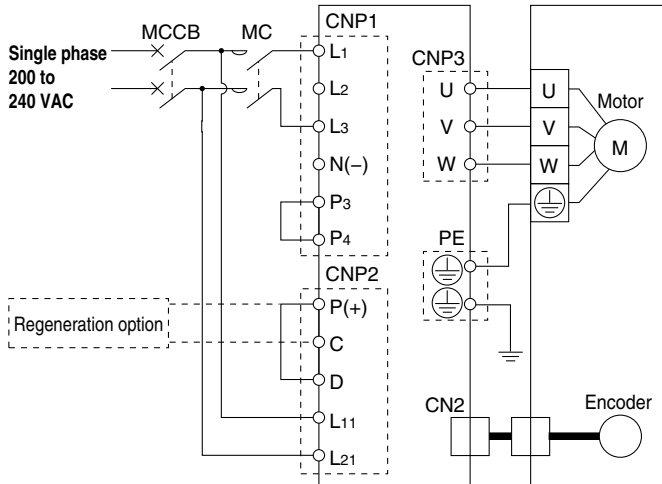 Single phase
200 to
240 VAC
MCCB
MC
CNP1
L1
L2
L3
N(−)
P3
P4
CNP2
P(+)
C
D
L11
L21
Regeneration option
CNP3
U
V
W
PE
CN2
U
V
W
Motor
M
Encoder